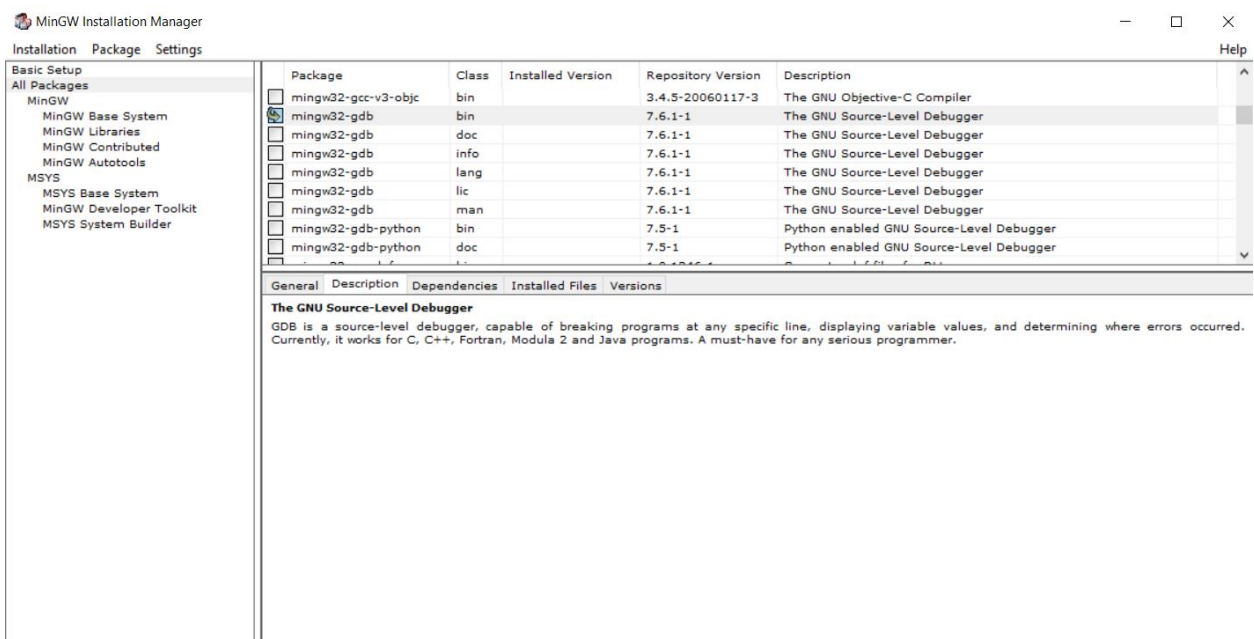 MinGW Installation Manager
Installation Package Settings Help
Basic Setup
All Packages
MinGW
MinGW Base System
MinGW Libraries
MinGW Contributed
MinGW Autotools
MSYS
MSYS Base System
MinGW Developer Toolkit
MSYS System Builder
Package Class Installed Version Repository Version Description
mingw32-gcc-v3-objc bin 3.4.5-20060117-3 The GNU Objective-C Compiler
mingw32-gdb bin 7.6.1-1 The GNU Source-Level Debugger
mingw32-gdb doc 7.6.1-1 The GNU Source-Level Debugger
mingw32-gdb info 7.6.1-1 The GNU Source-Level Debugger
mingw32-gdb lang 7.6.1-1 The GNU Source-Level Debugger
mingw32-gdb lic 7.6.1-1 The GNU Source-Level Debugger
mingw32-gdb man 7.6.1-1 The GNU Source-Level Debugger
mingw32-gdb-python bin 7.5-1 Python enabled GNU Source-Level Debugger
mingw32-gdb-python doc 7.5-1 Python enabled GNU Source-Level Debugger
General Description Dependencies Installed Files Versions
The GNU Source-Level Debugger
GDB is a source-level debugger, capable of breaking programs at any specific line, displaying variable values, and determining where errors occurred.
Currently, it works for C, C++, Fortran, Modula 2 and Java programs. A must-have for any serious programmer.